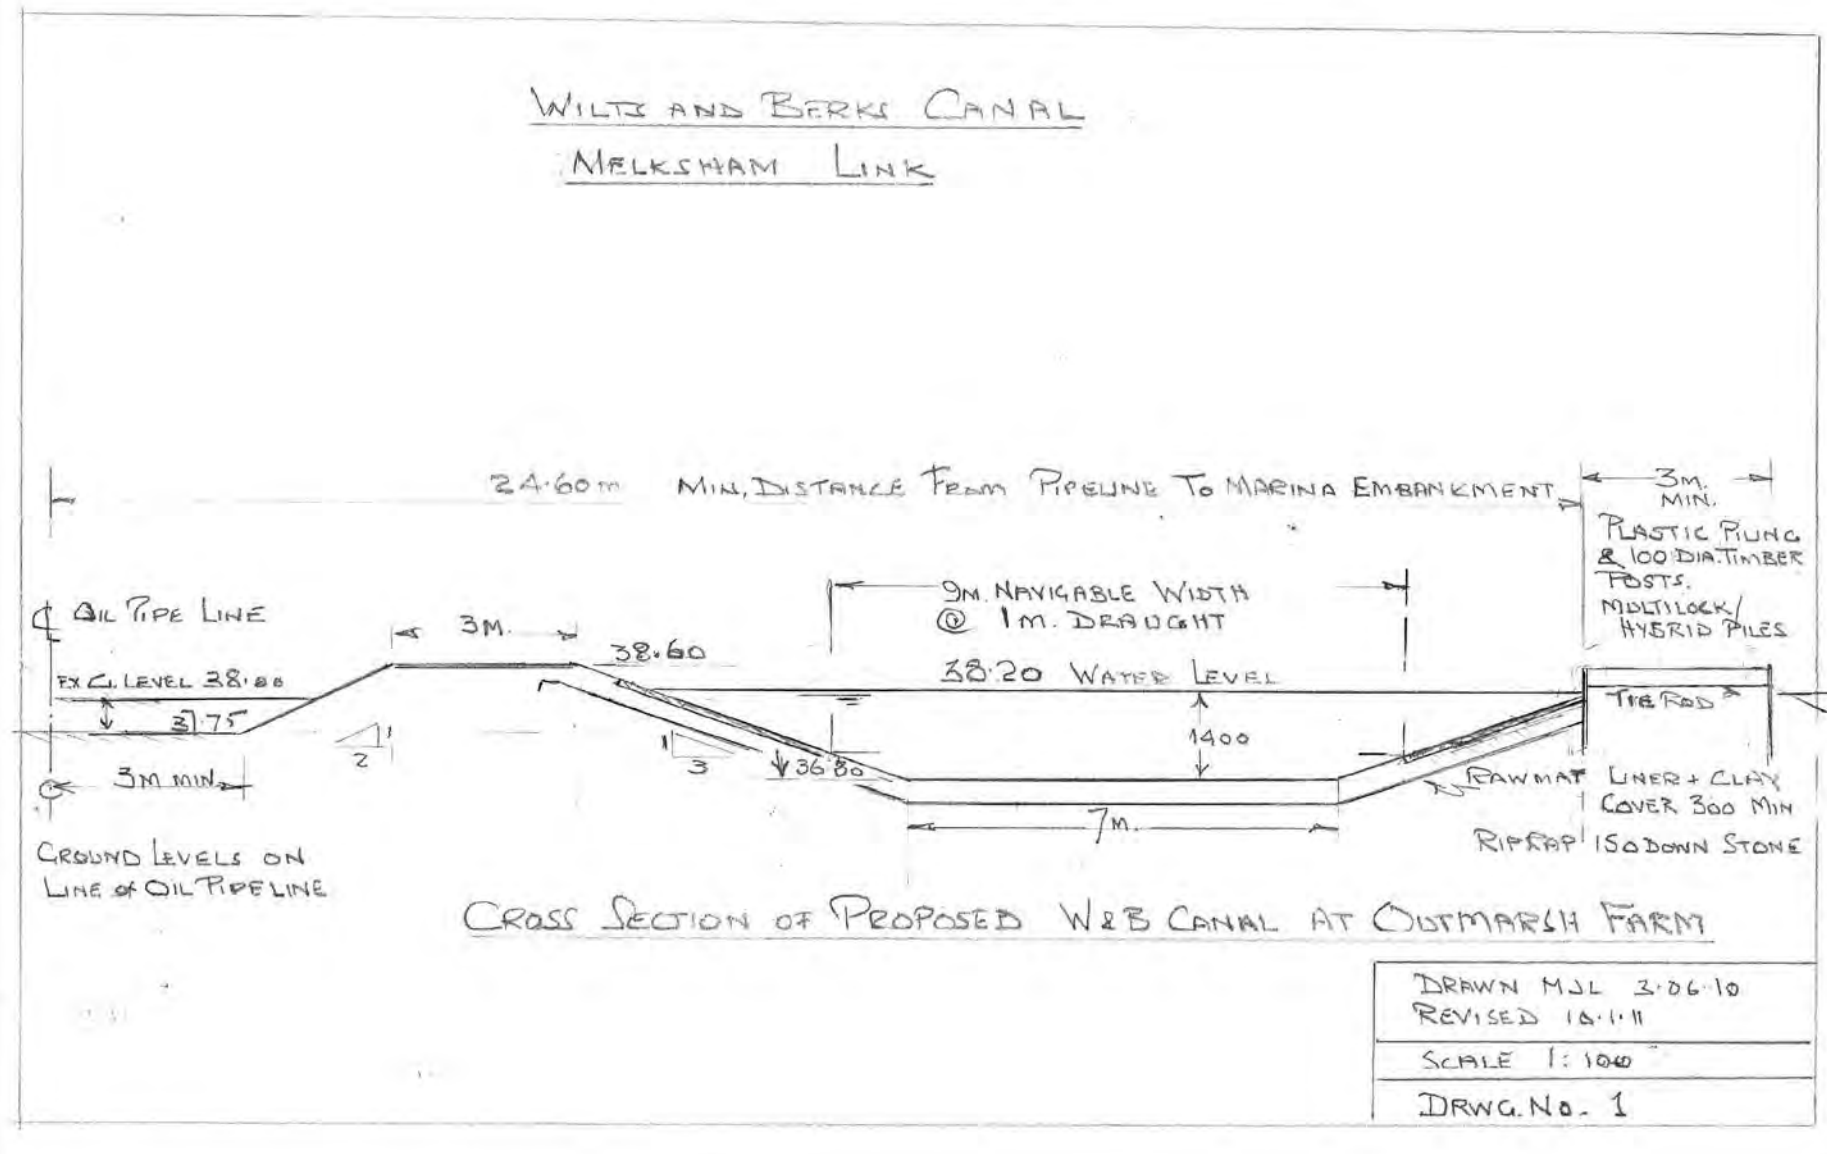 WILTS AND BERKS CANAL
MELKSHAM LINK
24.60m MIN, DISTANCE FROM PIPELINE TO MARINA EMBANKMENT
3M.
MIN.
PLASTIC PILING
& 100 DIA. TIMBER
POSTS.
MULTILOCK/
HYBRID PILES
9M. NAVIGABLE WIDTH
@ 1M. DRAUGHT
OIL PIPE LINE
3M.
38.60
38.20 WATER LEVEL
EX G. LEVEL 38.00
37.75
TIE ROD
1400
1
2
1
3
36.80
3M MIN.
RAWMAT LINER + CLAY
COVER 300 MIN
7M.
RIPRAP 150 DOWN STONE
GROUND LEVELS ON
LINE OF OIL PIPELINE
CROSS SECTION OF PROPOSED W&B CANAL AT OUTMARSH FARM
DRAWN MJL 3.06.10
REVISED 10.1.11
SCALE 1:100
DRWG. NO. 1